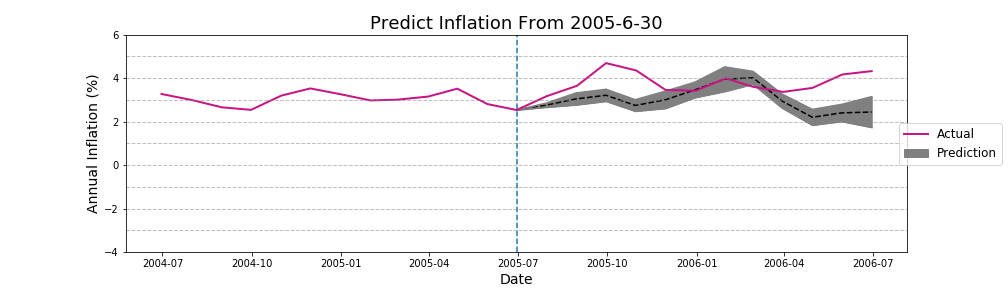 Predict Inflation From 2005-6-30
Annual Inflation (%)
6
4
2
0
−2
−4
Actual
Prediction
2004-07 2004-10 2005-01 2005-04 2005-07 2005-10 2006-01 2006-04 2006-07
Date